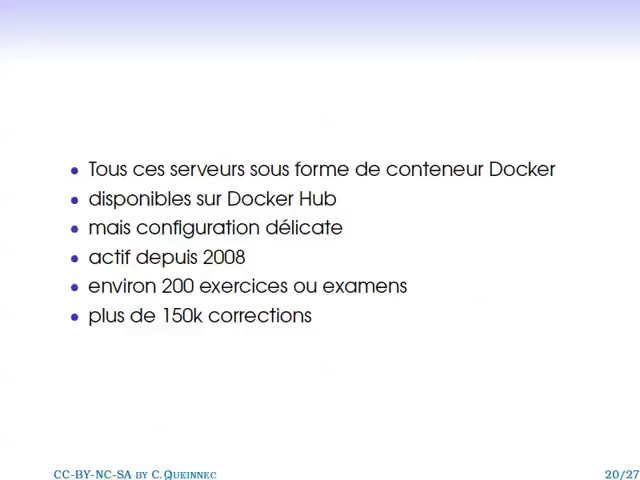 • Tous ces serveurs sous forme de conteneur Docker
• disponibles sur Docker Hub
• mais configuration délicate
• actif depuis 2008
• environ 200 exercices ou examens
• plus de 150k corrections
CC-BY-NC-SA BY C.QUEINNEC
20/27